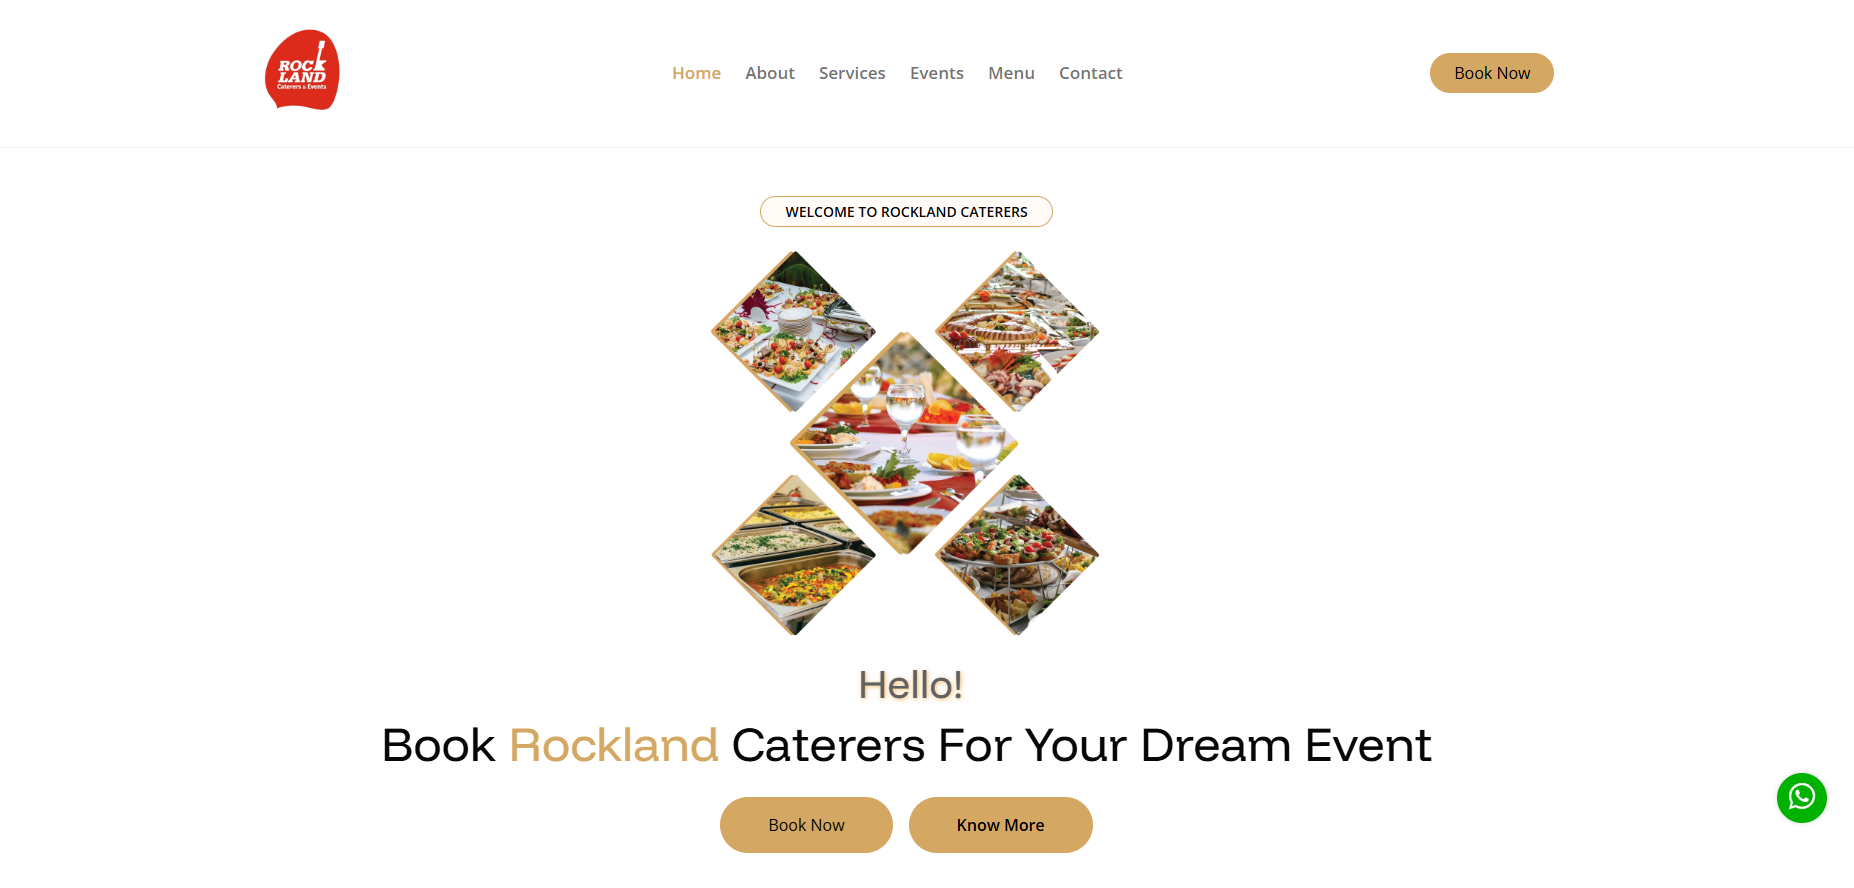 ROCK
LAND
Caterers & Events
Home
About
Services
Events
Menu
Contact
Book Now
WELCOME TO ROCKLAND CATERERS
Hello!
Book Rockland Caterers For Your Dream Event
Book Now
Know More